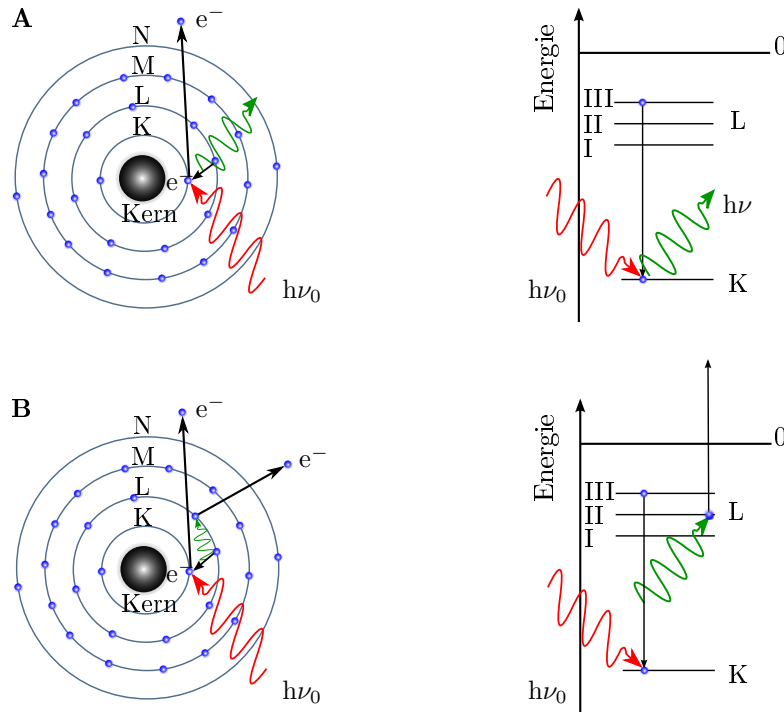 A
N
M
L
K
e⁻
e⁻
Kern
hν₀
Energie
0
III
II
I
L
hν
hν₀
K
B
N
M
L
K
e⁻
e⁻
e⁻
Kern
hν₀
Energie
0
III
II
I
L
hν₀
K